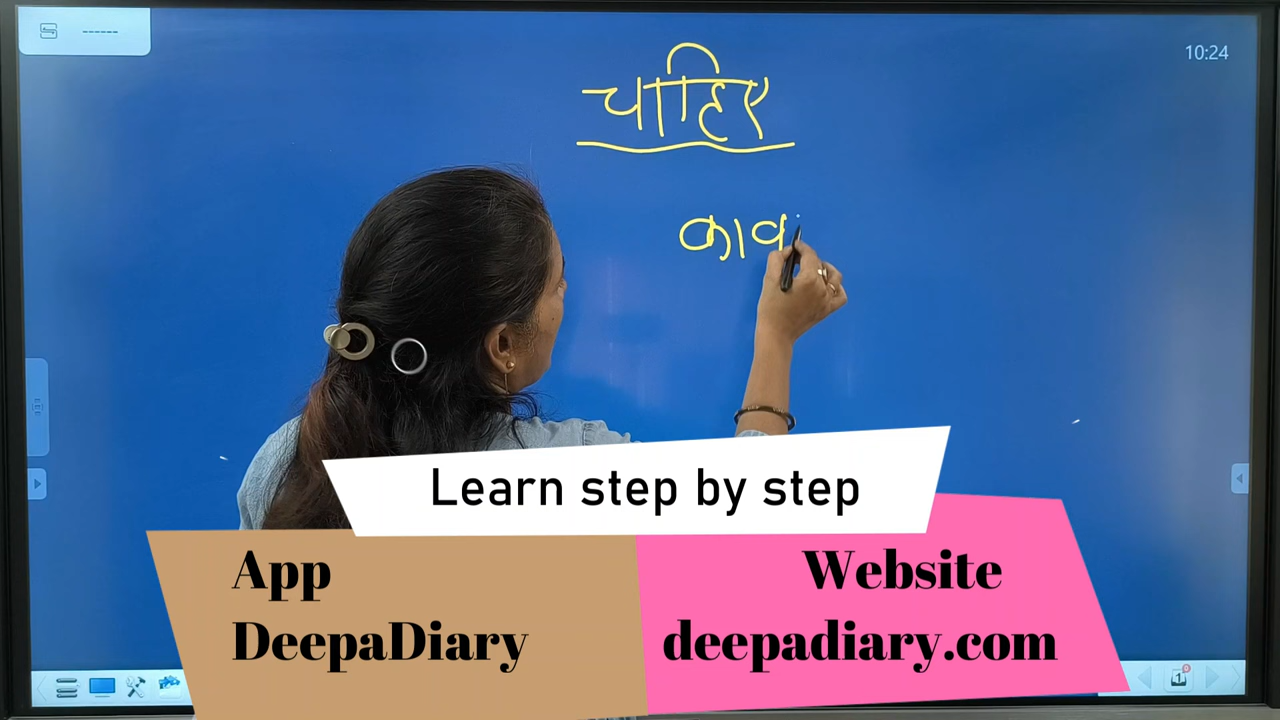 10:24
चाहिए
काव
Learn step by step
App
DeepaDiary
Website
deepadiary.com